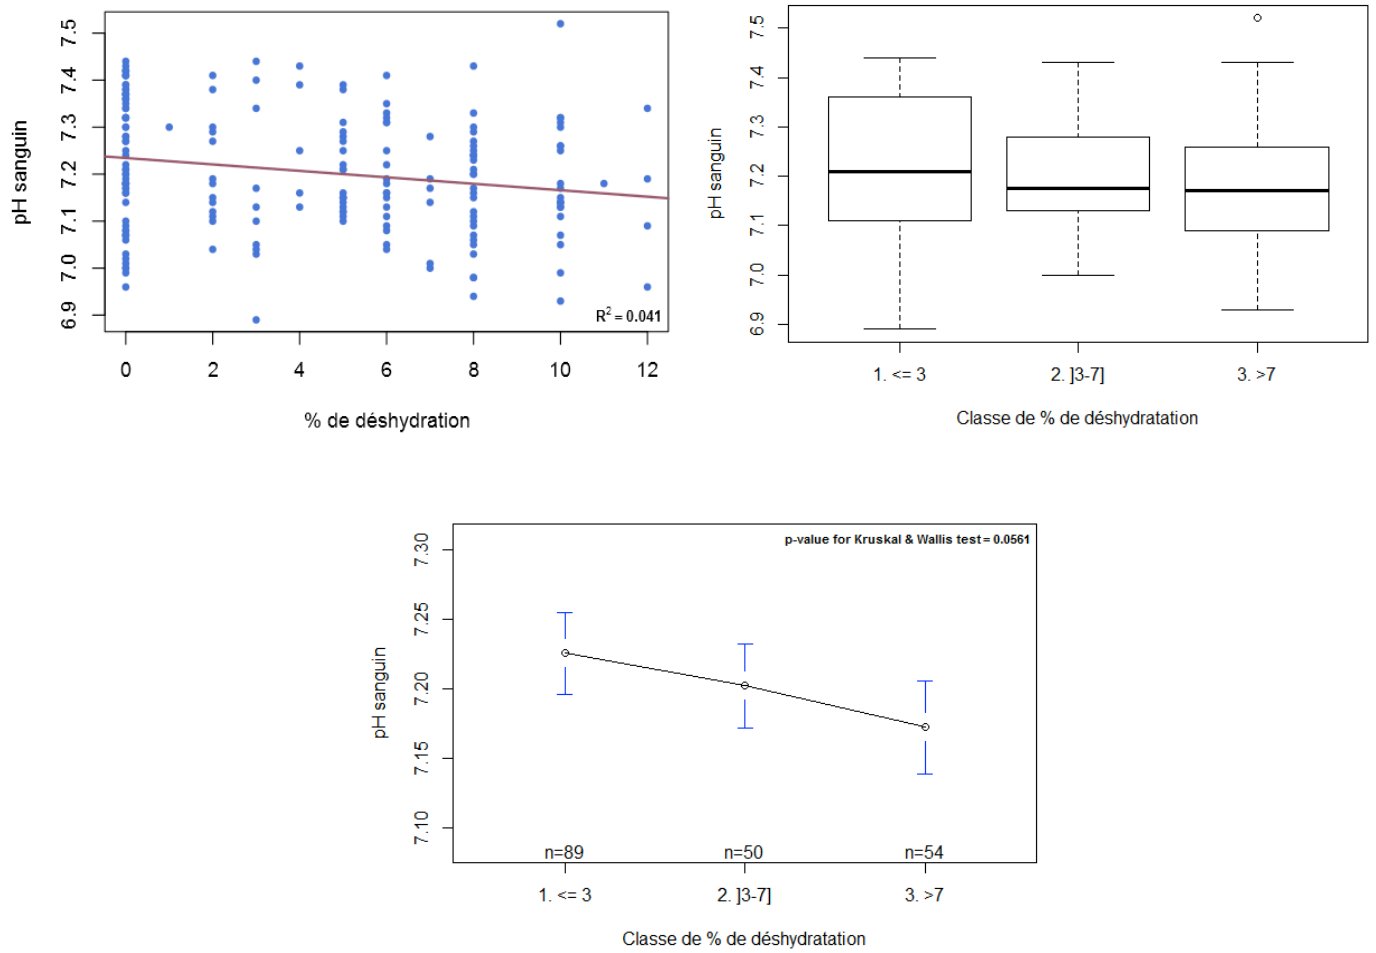 pH sanguin
7.5
7.4
7.3
7.2
7.1
7.0
6.9
R² = 0.041
0 2 4 6 8 10 12
% de déshydration
pH sanguin
7.5
7.4
7.3
7.2
7.1
7.0
6.9
1. <= 3 2. ]3-7] 3. >7
Classe de % de déshydratation
p-value for Kruskal & Wallis test = 0.0561
pH sanguin
7.30
7.25
7.20
7.15
7.10
n=89 n=50 n=54
1. <= 3 2. ]3-7] 3. >7
Classe de % de déshydratation